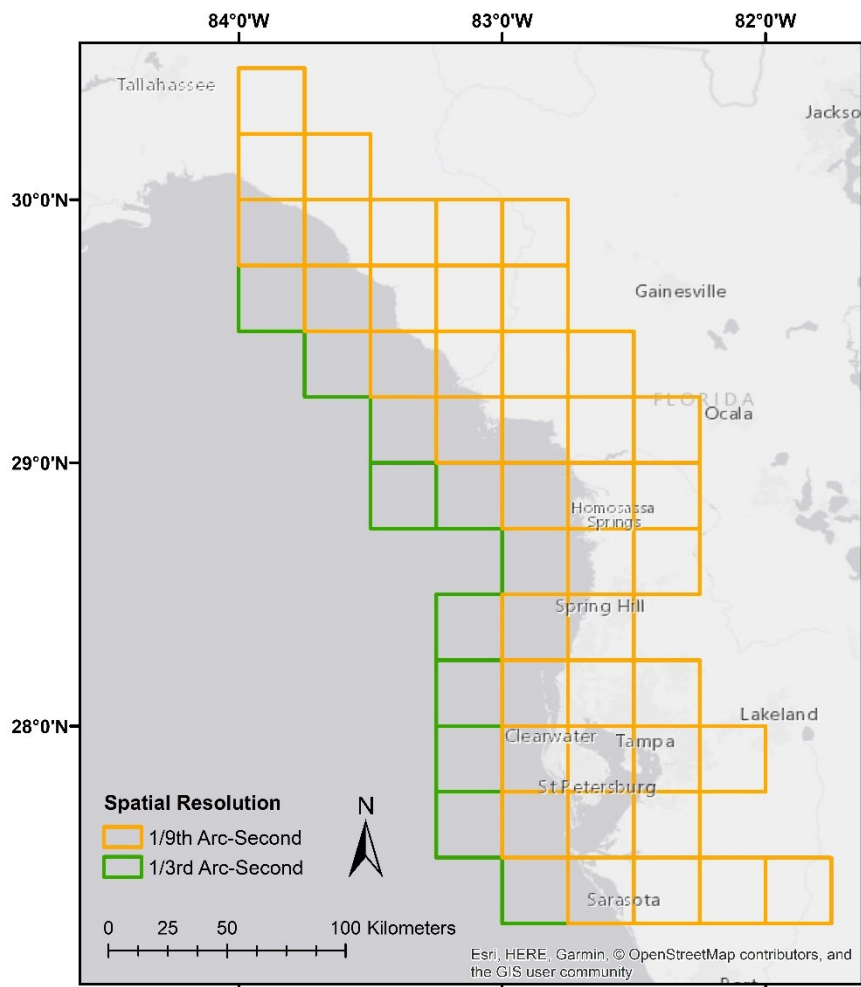 84°0'W
83°0'W
82°0'W
Tallahassee
Jackso
30°0'N
Gainesville
FLORIDA
Ocala
29°0'N
Homosassa
Springs
Spring Hill
28°0'N
Lakeland
Clearwater
Tampa
St Petersburg
Spatial Resolution
N
1/9th Arc-Second
1/3rd Arc-Second
Sarasota
0 25 50 100 Kilometers
Esri, HERE, Garmin, © OpenStreetMap contributors, and
the GIS user community